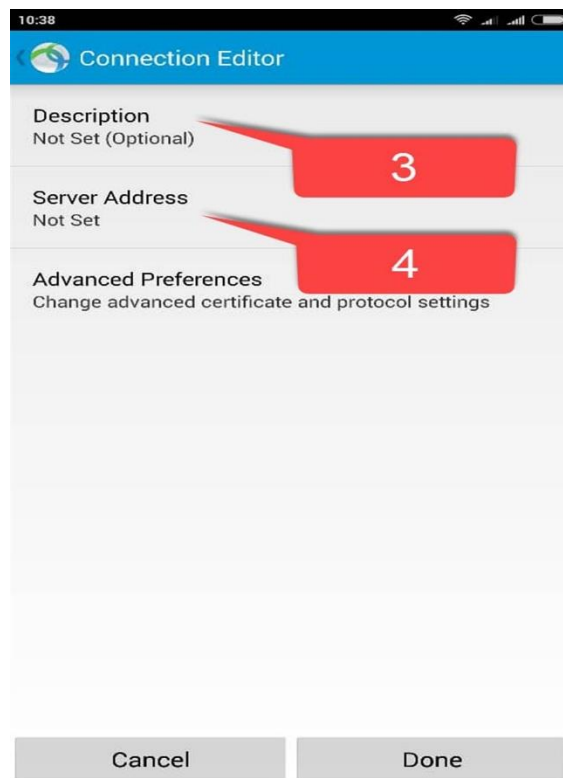 10:38
Connection Editor
Description
Not Set (Optional)
3
Server Address
Not Set
4
Advanced Preferences
Change advanced certificate and protocol settings
Cancel
Done